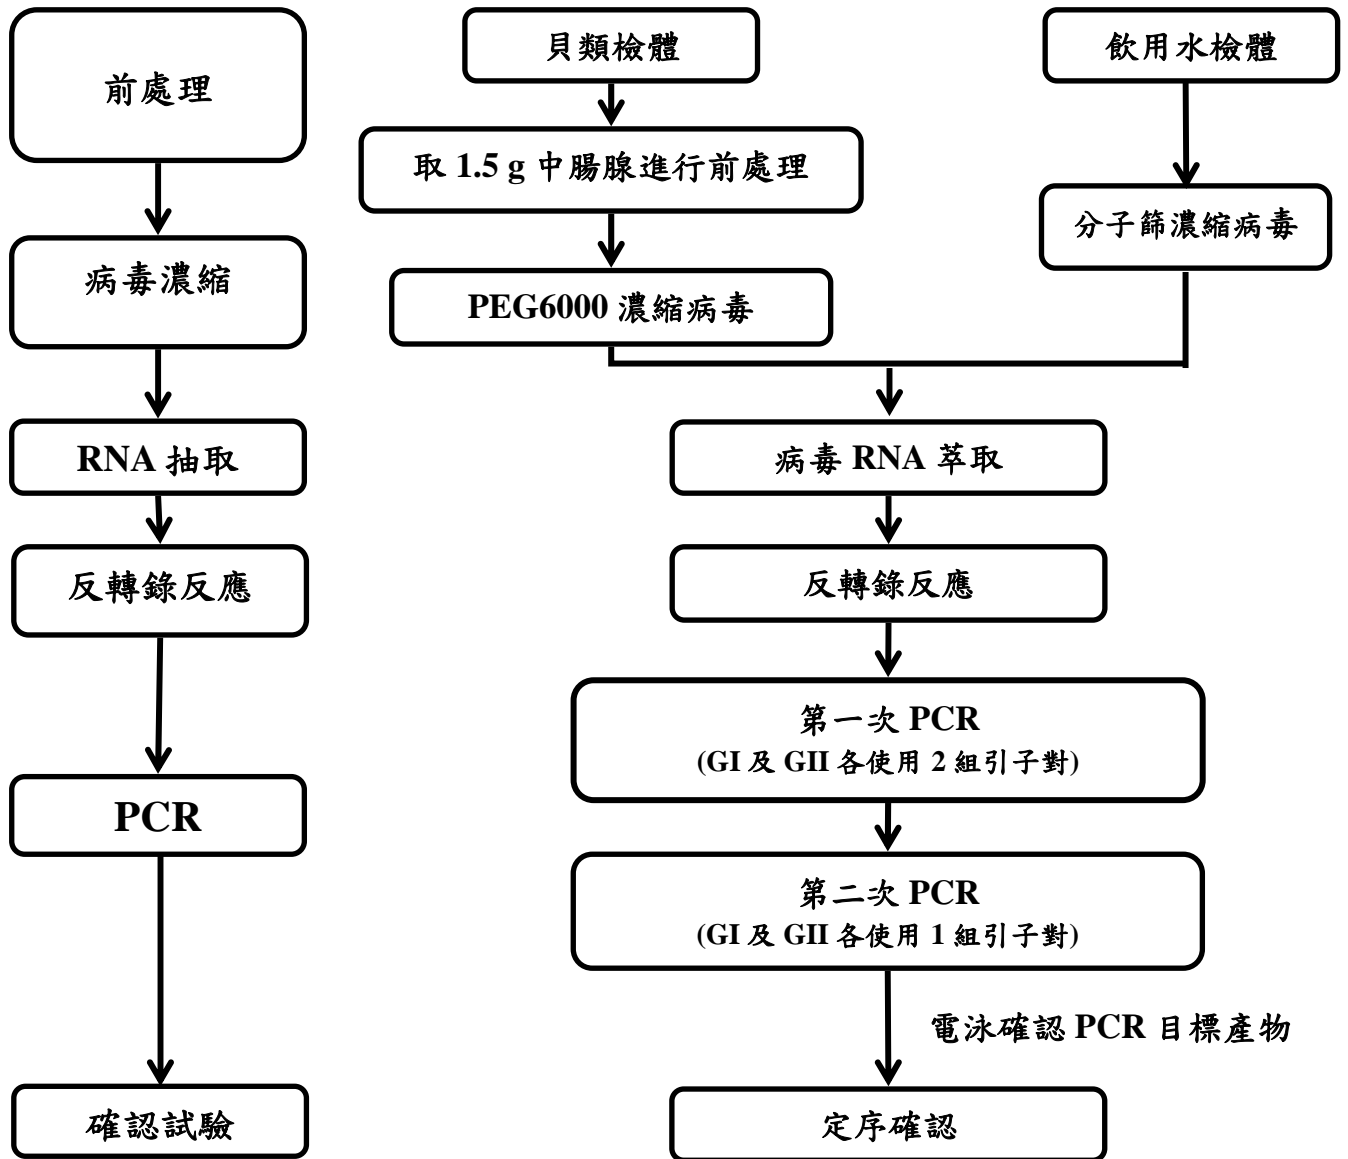 前處理
病毒濃縮
RNA 抽取
反轉錄反應
PCR
確認試驗
貝類檢體
飲用水檢體
取 1.5 g 中腸腺進行前處理
分子篩濃縮病毒
PEG6000 濃縮病毒
病毒 RNA 萃取
反轉錄反應
第一次 PCR
(GI 及 GII 各使用 2 組引子對)
第二次 PCR
(GI 及 GII 各使用 1 組引子對)
電泳確認 PCR 目標產物
定序確認